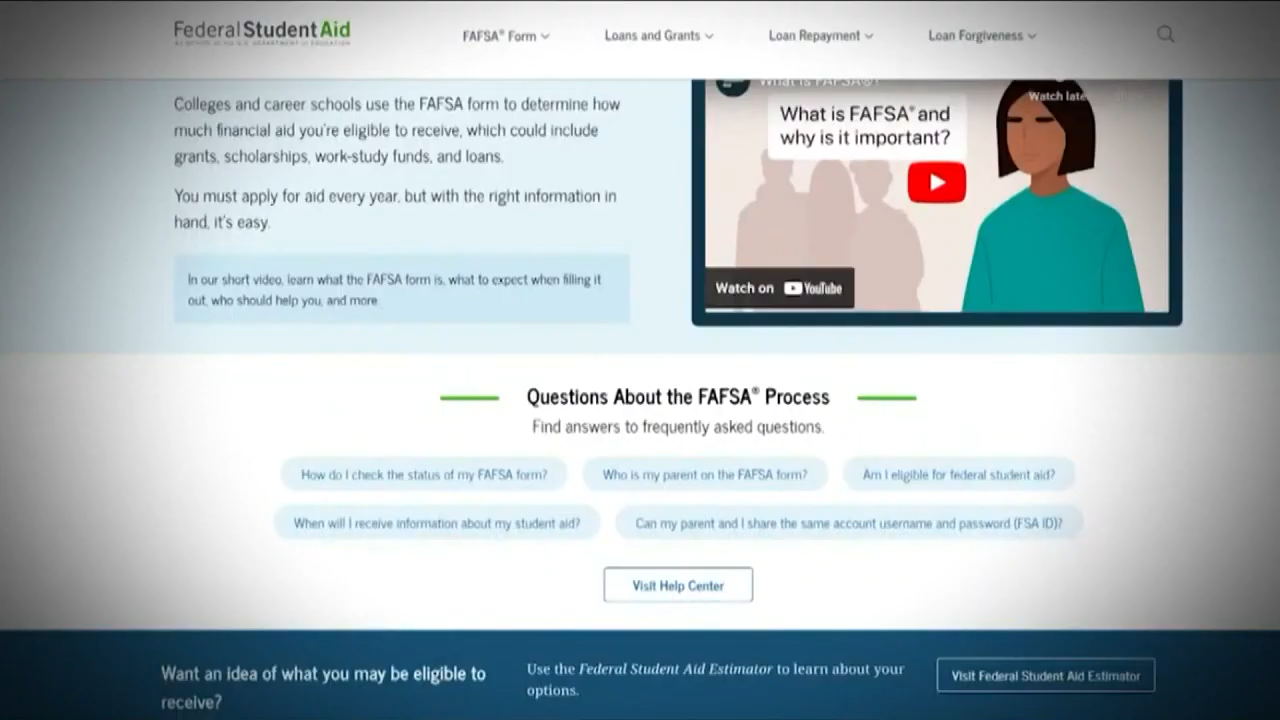 Federal Student Aid
FAFSA® Form
Loans and Grants
Loan Repayment
Loan Forgiveness
Colleges and career schools use the FAFSA form to determine how
much financial aid you're eligible to receive, which could include
grants, scholarships, work-study funds, and loans.
You must apply for aid every year, but with the right information in
hand, it's easy.
In our short video, learn what the FAFSA form is, what to expect when filling it
out, who should help you, and more.
What is FAFSA®?
Watch late
What is FAFSA® and
why is it important?
Watch on YouTube
Questions About the FAFSA® Process
Find answers to frequently asked questions.
How do I check the status of my FAFSA form?
Who is my parent on the FAFSA form?
Am I eligible for federal student aid?
When will I receive information about my student aid?
Can my parent and I share the same account username and password (FSA ID)?
Visit Help Center
Want an idea of what you may be eligible to
receive?
Use the Federal Student Aid Estimator to learn about your
options.
Visit Federal Student Aid Estimator